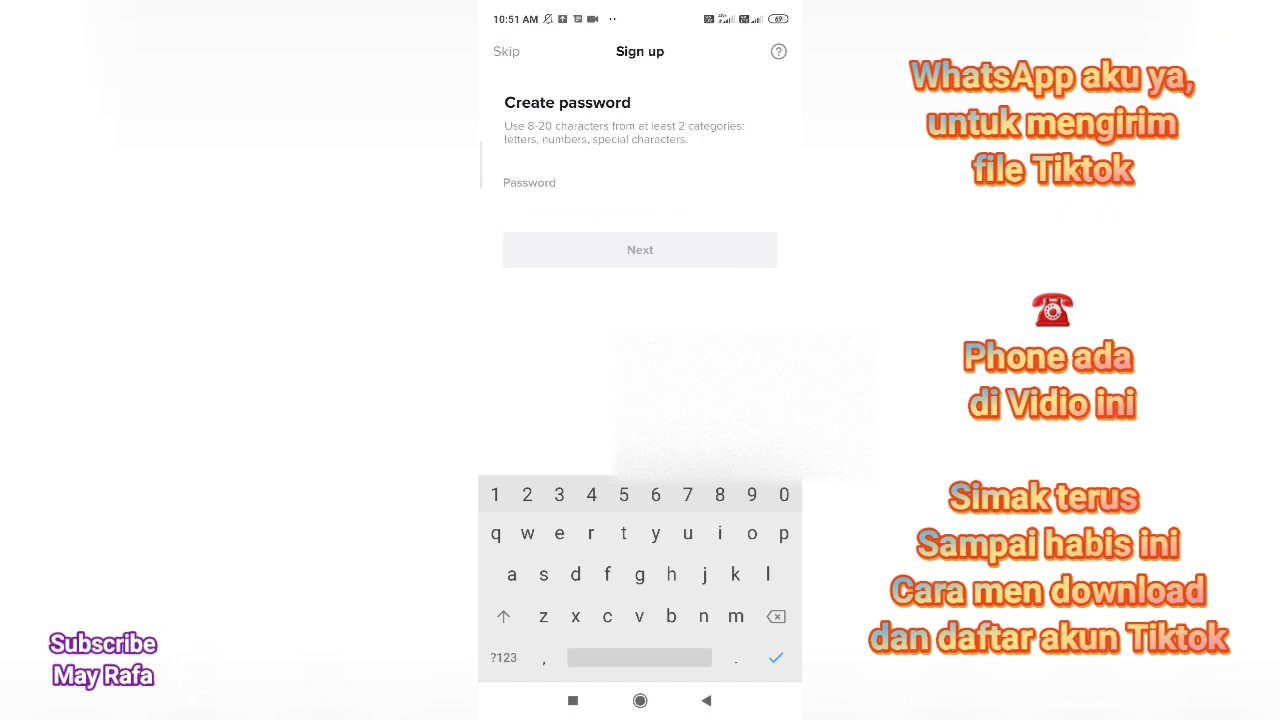 10:51 AM
69
Skip
Sign up
Create password
Use 8-20 characters from at least 2 categories:
letters, numbers, special characters.
Password
Next
1 2 3 4 5 6 7 8 9 0
q w e r t y u i o p
a s d f g h j k l
z x c v b n m
?123 , .
WhatsApp aku ya,
untuk mengirim
file Tiktok
Phone ada
di Vidio ini
Simak terus
Sampai habis ini
Cara men download
dan daftar akun Tiktok
Subscribe
May Rafa